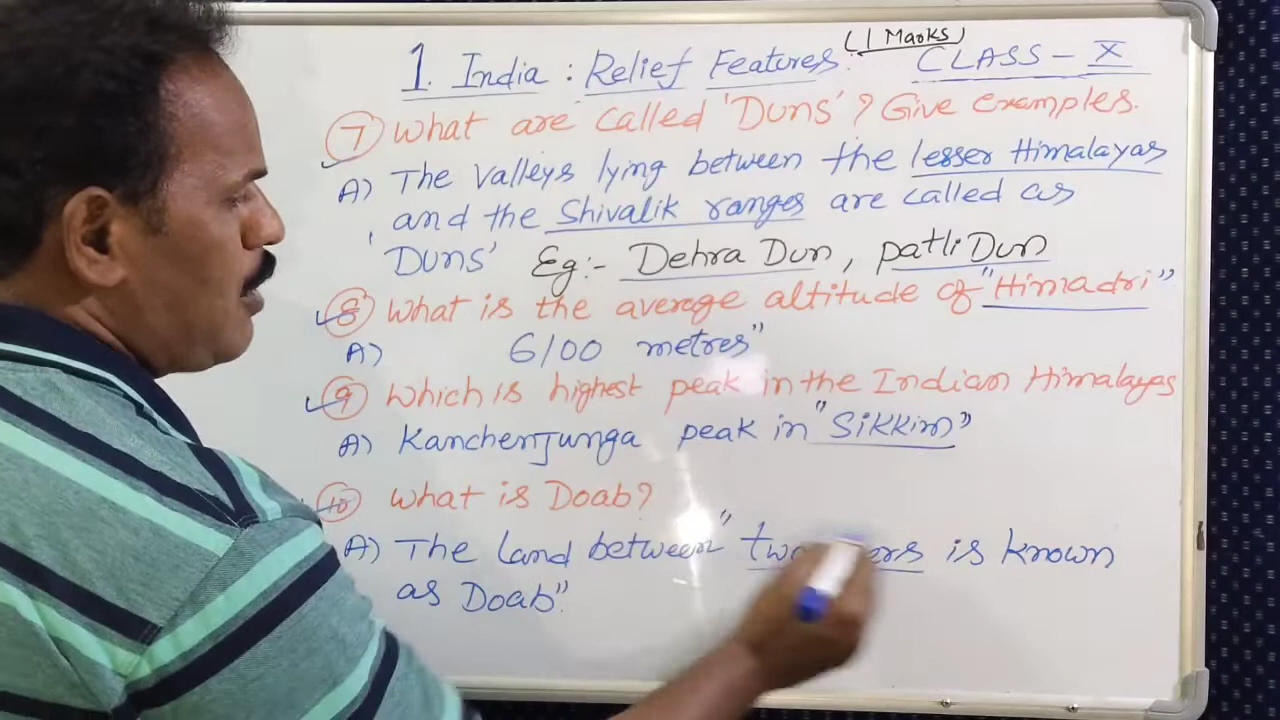 1. India : Relief Features (1 Marks) CLASS - X
7 What are called 'Duns'? Give examples.
A) The valleys lying between the lesser Himalayas
and the Shivalik ranges are called as
Duns' Eg:- Dehra Dun, patli Dun
8 What is the average altitude of "Himadri"
A) 6100 metres"
9 Which is highest peak in the Indian Himalayas
A) Kanchenjunga peak in "Sikkim"
10 What is Doab?
A) The land between" is known
as Doab".